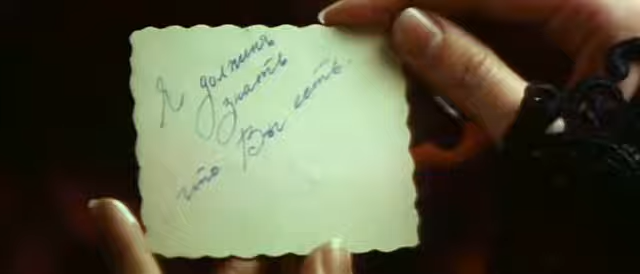 Я должна
знать
что Вы есть.